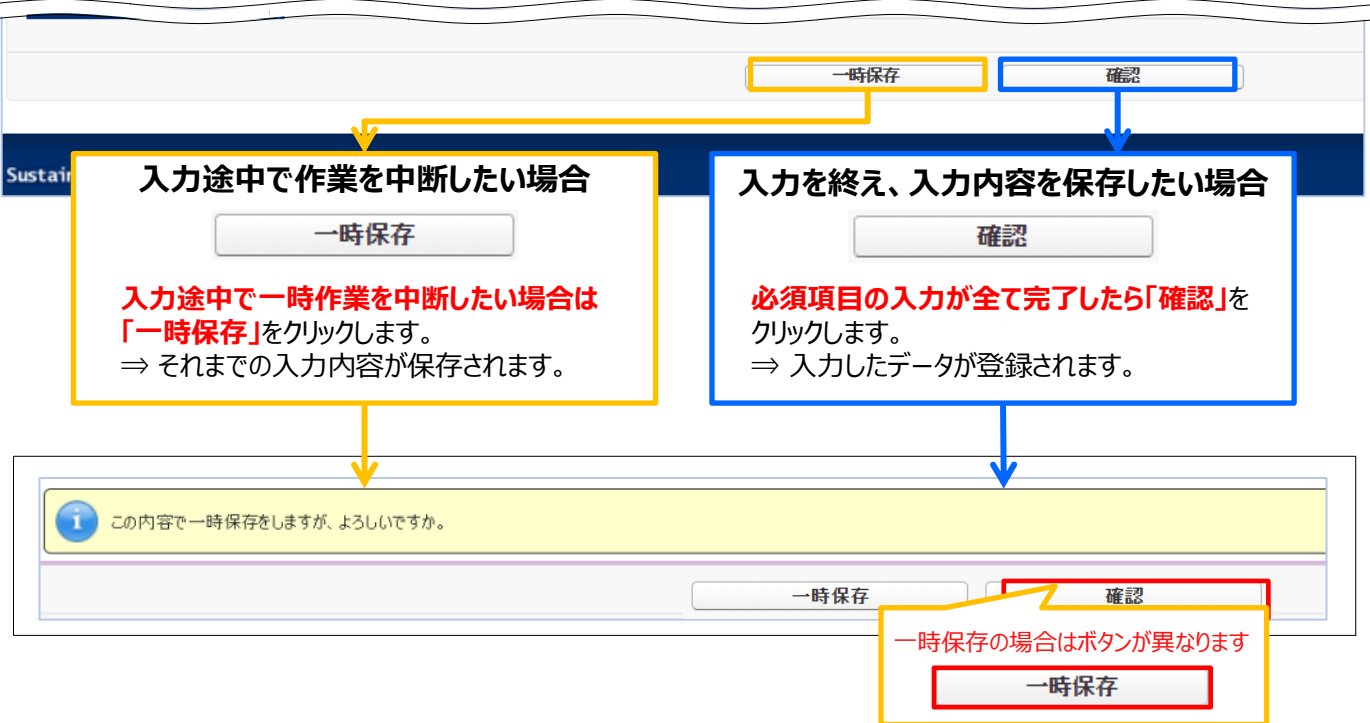 一時保存
確認
Sustain
入力途中で作業を中断したい場合
一時保存
入力途中で一時作業を中断したい場合は
「一時保存」をクリックします。
⇒ それまでの入力内容が保存されます。
入力を終え、入力内容を保存したい場合
確認
必須項目の入力が全て完了したら「確認」を
クリックします。
⇒ 入力したデータが登録されます。
この内容で一時保存をしますが、よろしいですか。
一時保存
確認
一時保存の場合はボタンが異なります
一時保存